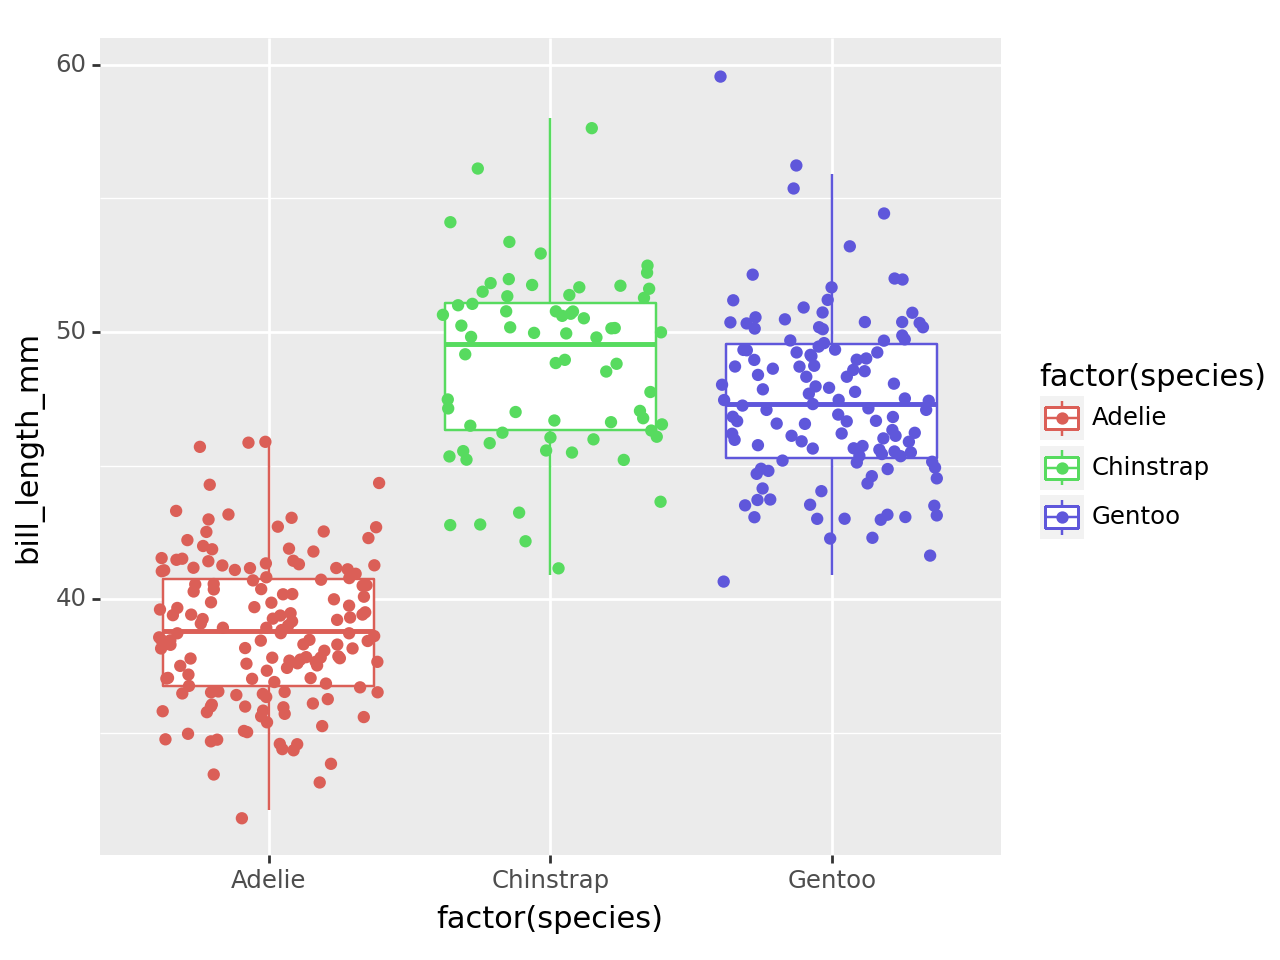 60
50
40
bill_length_mm
Adelie
Chinstrap
Gentoo
factor(species)
factor(species)
Adelie
Chinstrap
Gentoo